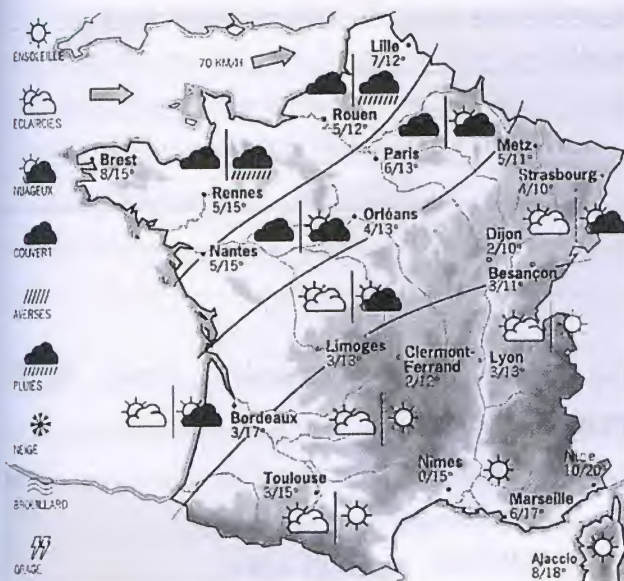 ENSOLEILLE
ECLAIRCIES
NUAGEUX
COUVERT
AVERSES
PLUIES
NEIGE
BROUILLARD
ORAGE
70 KM/H
Lille
7/12°
Rouen
5/12°
Paris
6/13°
Metz
5/11°
Strasbourg
4/10°
Brest
8/15°
Rennes
5/15°
Orléans
4/13°
Nantes
5/15°
Dijon
2/10°
Besançon
3/11°
Limoges
3/13°
Clermont-
Ferrand
2/12°
Lyon
3/13°
Bordeaux
3/17°
Toulouse
3/15°
Nîmes
0/15°
Nice
10/20°
Marseille
6/17°
Ajaccio
8/18°